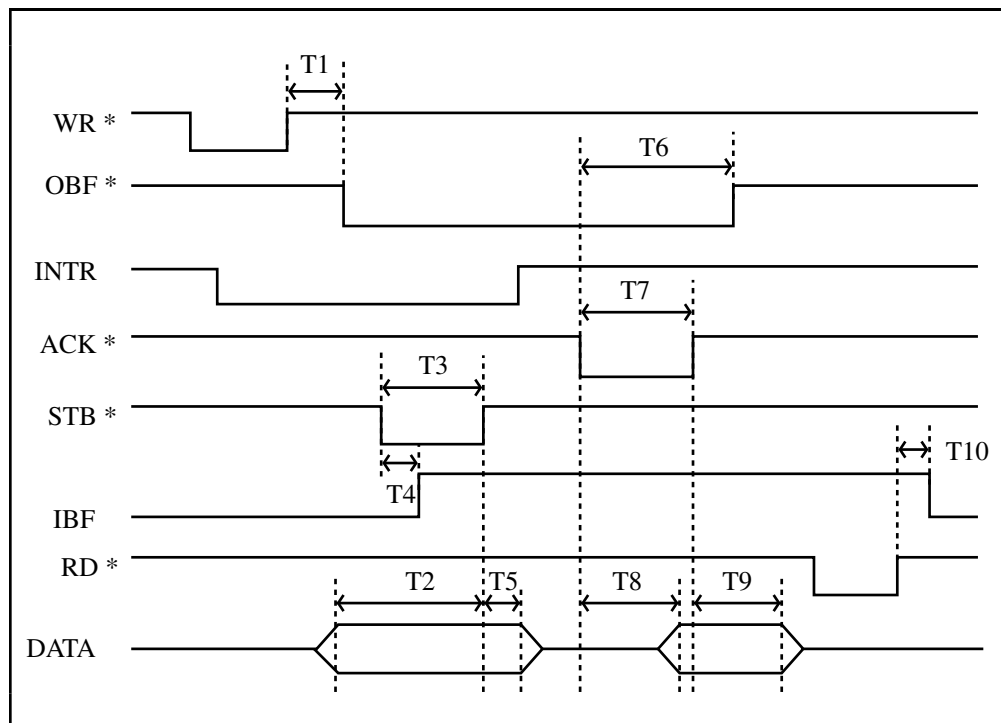 T1
WR *
T6
OBF *
INTR
T7
ACK *
T3
STB *
T10
T4
IBF
RD *
T2 T5 T8 T9
DATA